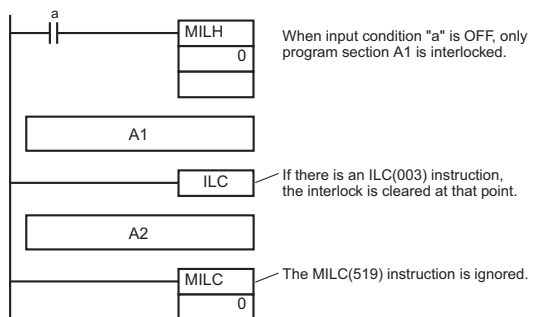 a
MILH
When input condition "a" is OFF, only
program section A1 is interlocked.
0
A1
ILC
If there is an ILC(003) instruction,
the interlock is cleared at that point.
A2
MILC
The MILC(519) instruction is ignored.
0